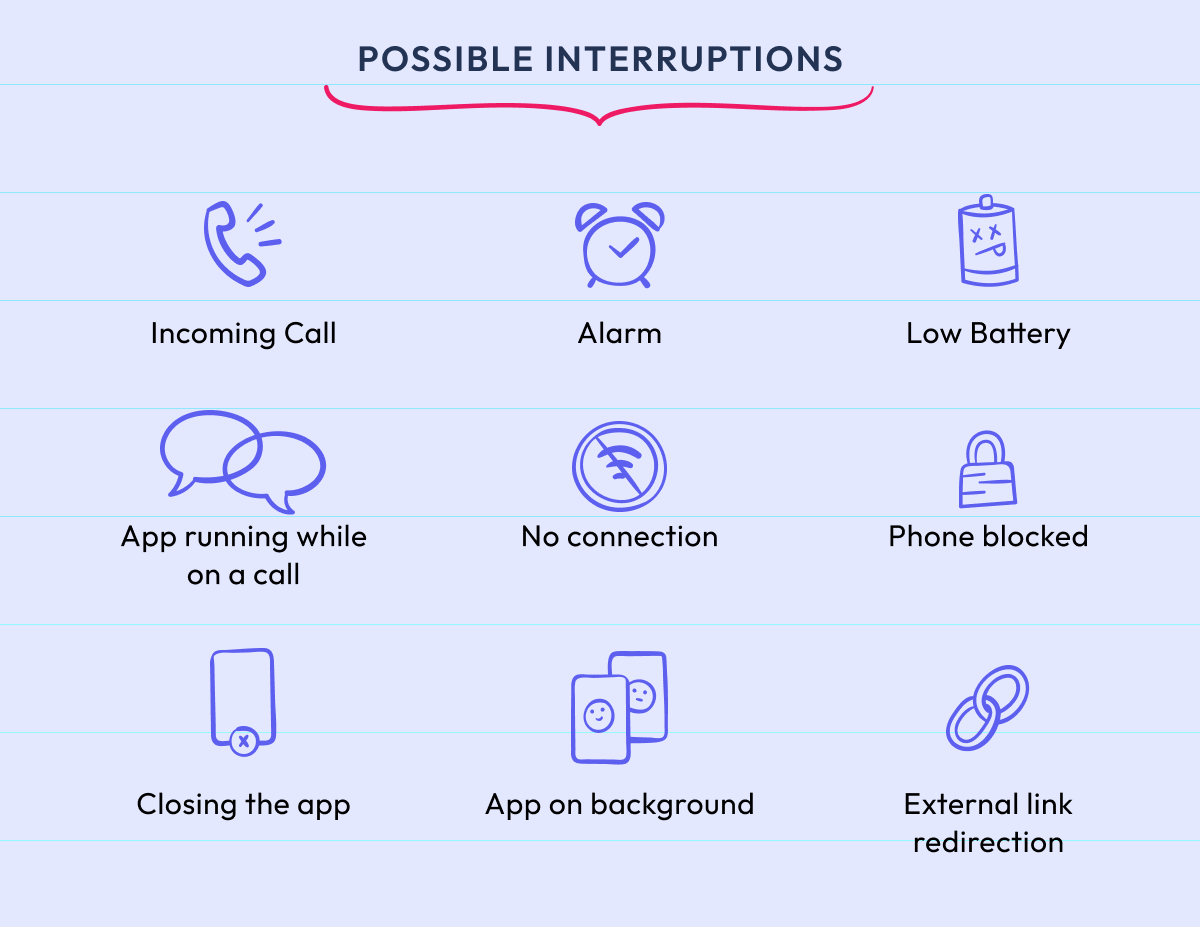 POSSIBLE INTERRUPTIONS
Incoming Call
Alarm
Low Battery
App running while
on a call
No connection
Phone blocked
Closing the app
App on background
External link
redirection